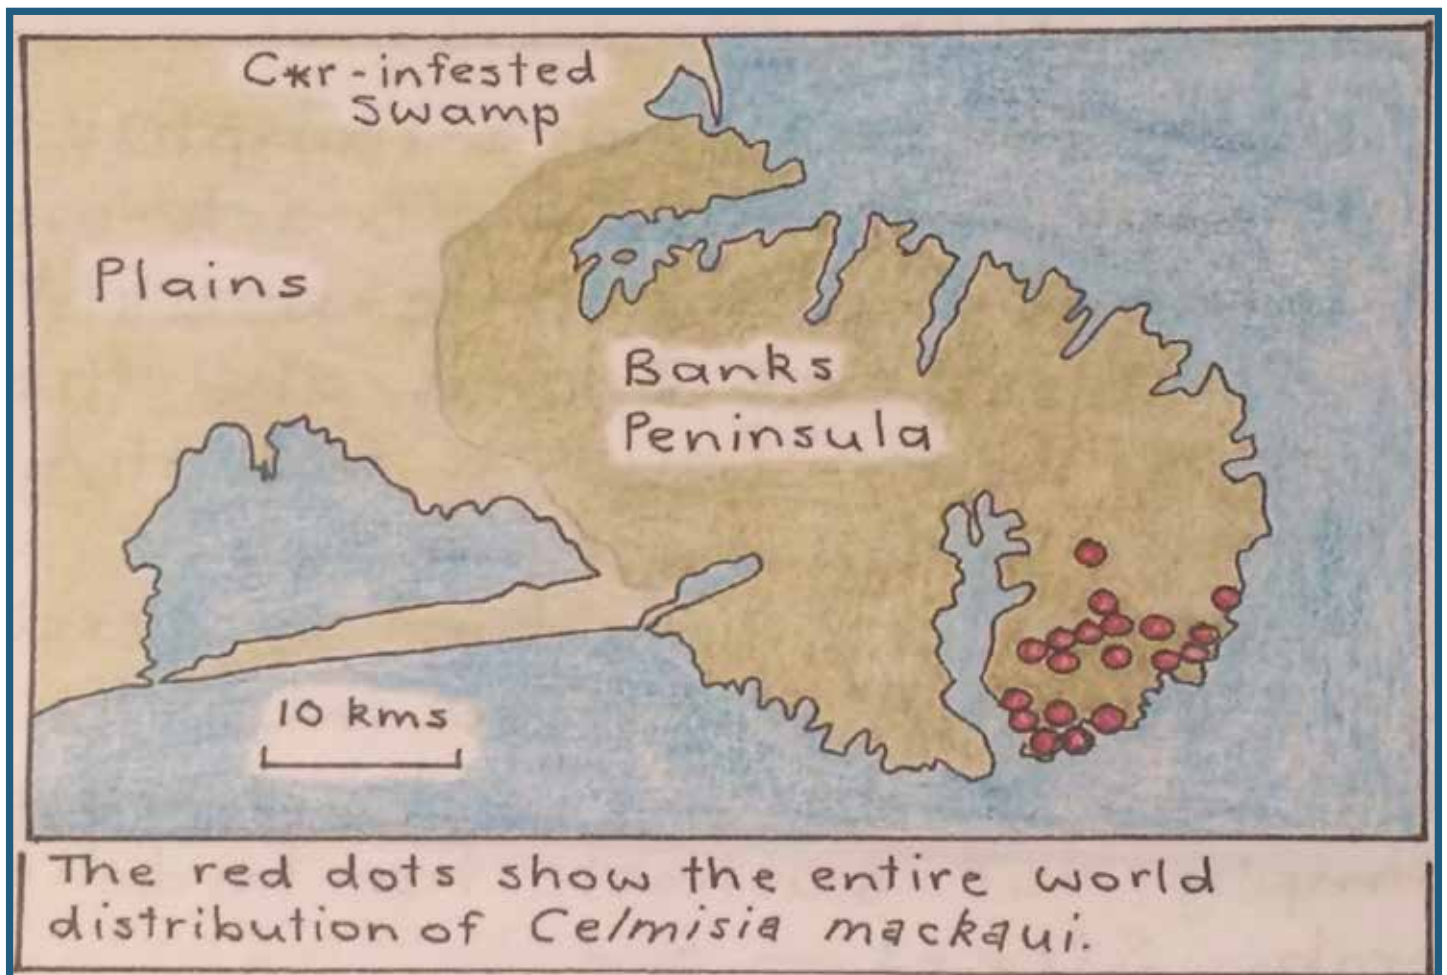 C*r-infested
Swamp
Plains
Banks
Peninsula
10 kms
The red dots show the entire world
distribution of Celmisia mackaui.